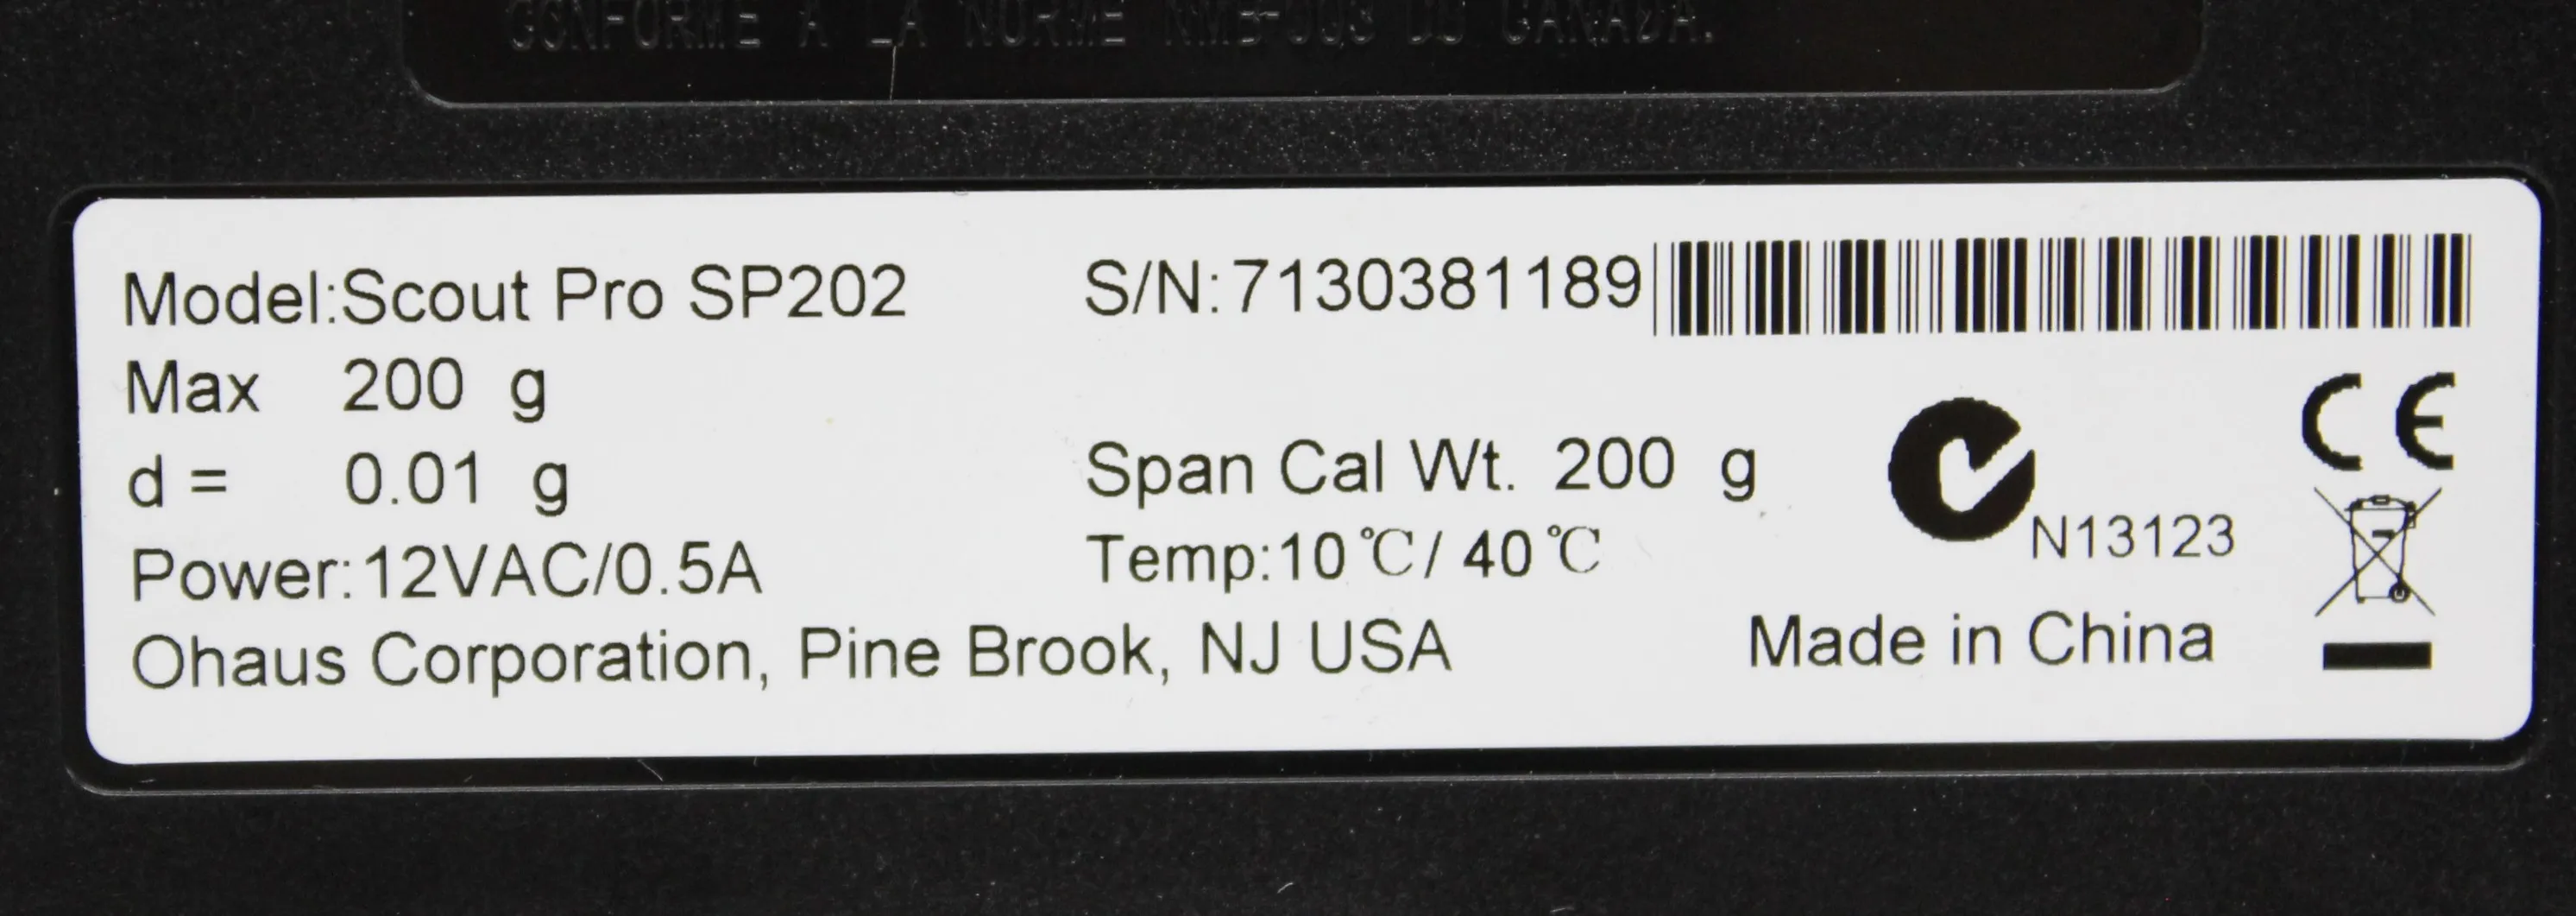 CONFORME A LA NORME NMB-003 DU CANADA.
Model:Scout Pro SP202
S/N:7130381189
Max 200 g
d = 0.01 g
Span Cal Wt. 200 g
Power:12VAC/0.5A
Temp:10℃/ 40℃
N13123
Ohaus Corporation, Pine Brook, NJ USA
Made in China
CE